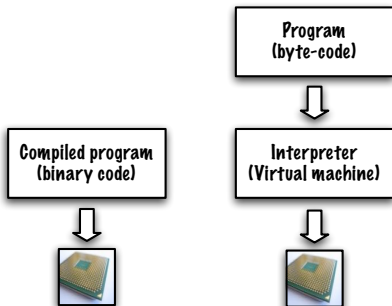 Program
(byte-code)
Compiled program
(binary code)
Interpreter
(Virtual machine)